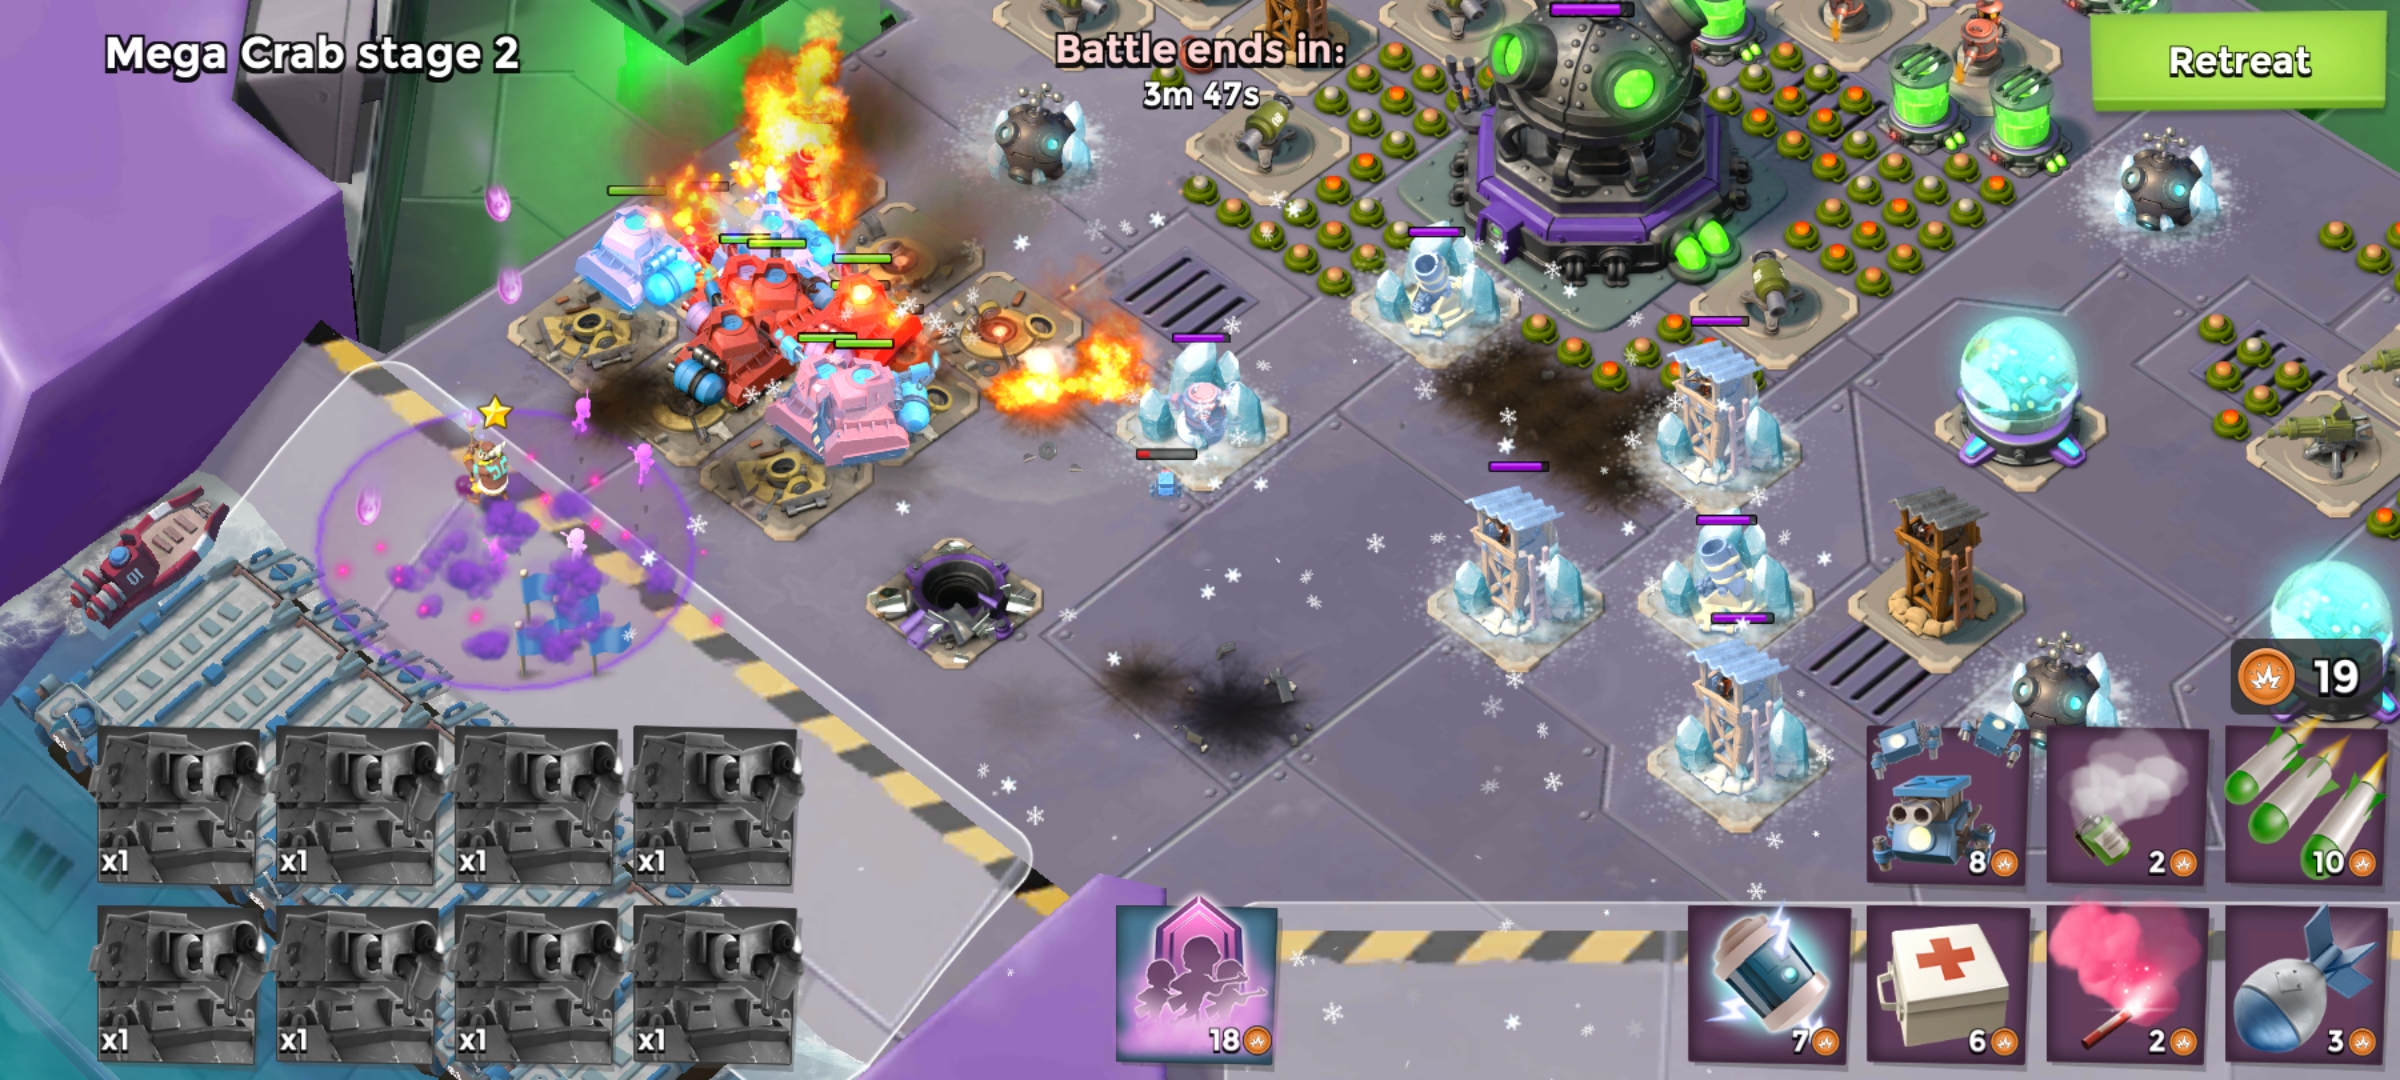 Mega Crab stage 2
Battle ends in:
3m 47s
Retreat
19
x1
x1
x1
x1
8
2
10
x1
x1
x1
x1
18
7
6
2
3